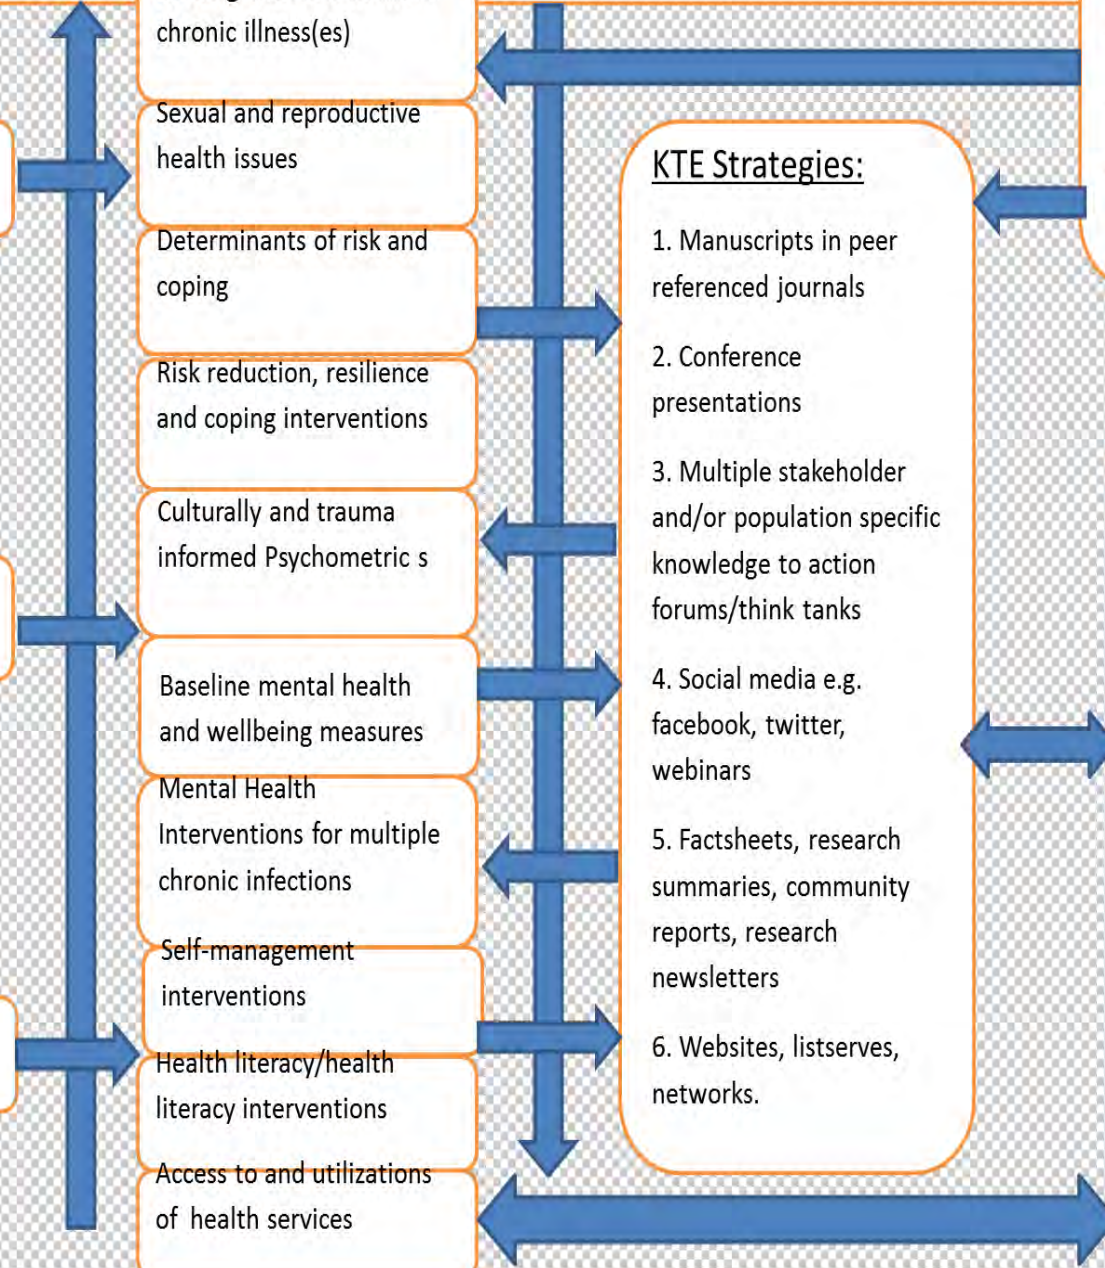 chronic illness(es)
Sexual and reproductive
health issues
Determinants of risk and
coping
Risk reduction, resilience
and coping interventions
Culturally and trauma
informed Psychometric s
Baseline mental health
and wellbeing measures
Mental Health
Interventions for multiple
chronic infections
Self-management
interventions
Health literacy/health
literacy interventions
Access to and utilizations
of health services
KTE Strategies:
1. Manuscripts in peer
referenced journals
2. Conference
presentations
3. Multiple stakeholder
and/or population specific
knowledge to action
forums/think tanks
4. Social media e.g.
facebook, twitter,
webinars
5. Factsheets, research
summaries, community
reports, research
newsletters
6. Websites, listserves,
networks.